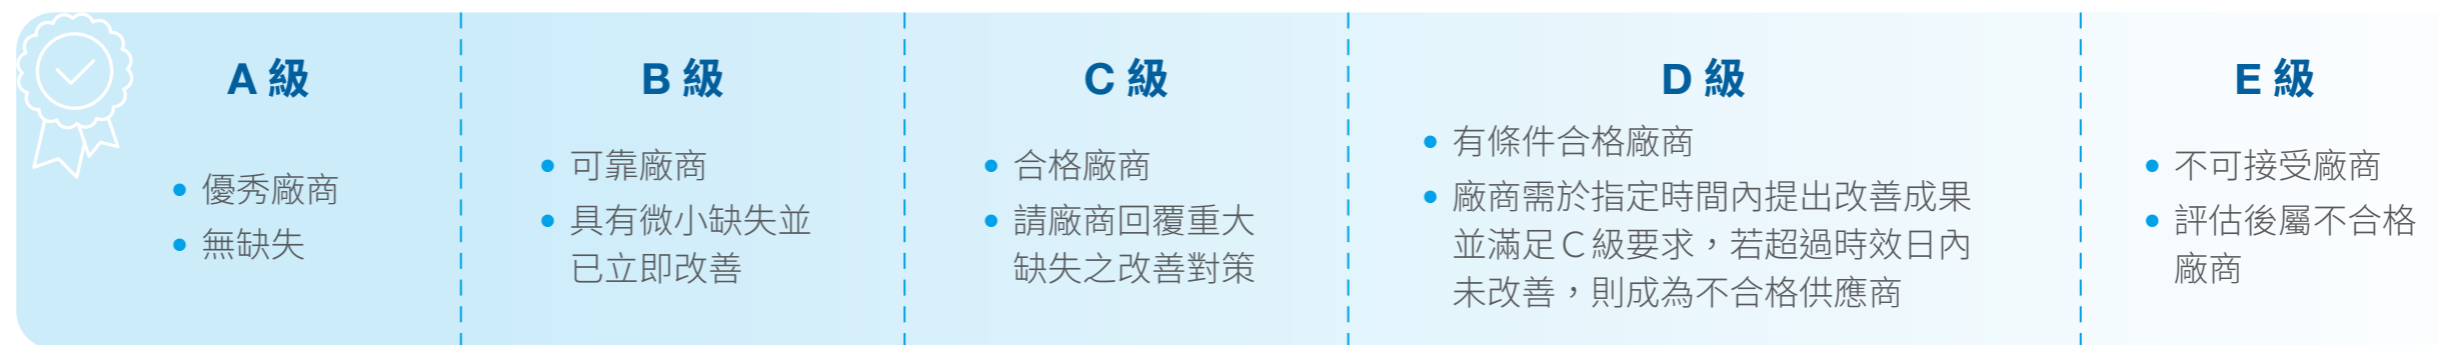 A 級
• 優秀廠商
• 無缺失
B 級
• 可靠廠商
• 具有微小缺失並
已立即改善
C 級
• 合格廠商
• 請廠商回覆重大
缺失之改善對策
D 級
• 有條件合格廠商
• 廠商需於指定時間內提出改善成果
並滿足 C 級要求，若超過時效日內
未改善，則成為不合格供應商
E 級
• 不可接受廠商
• 評估後屬不合格
廠商